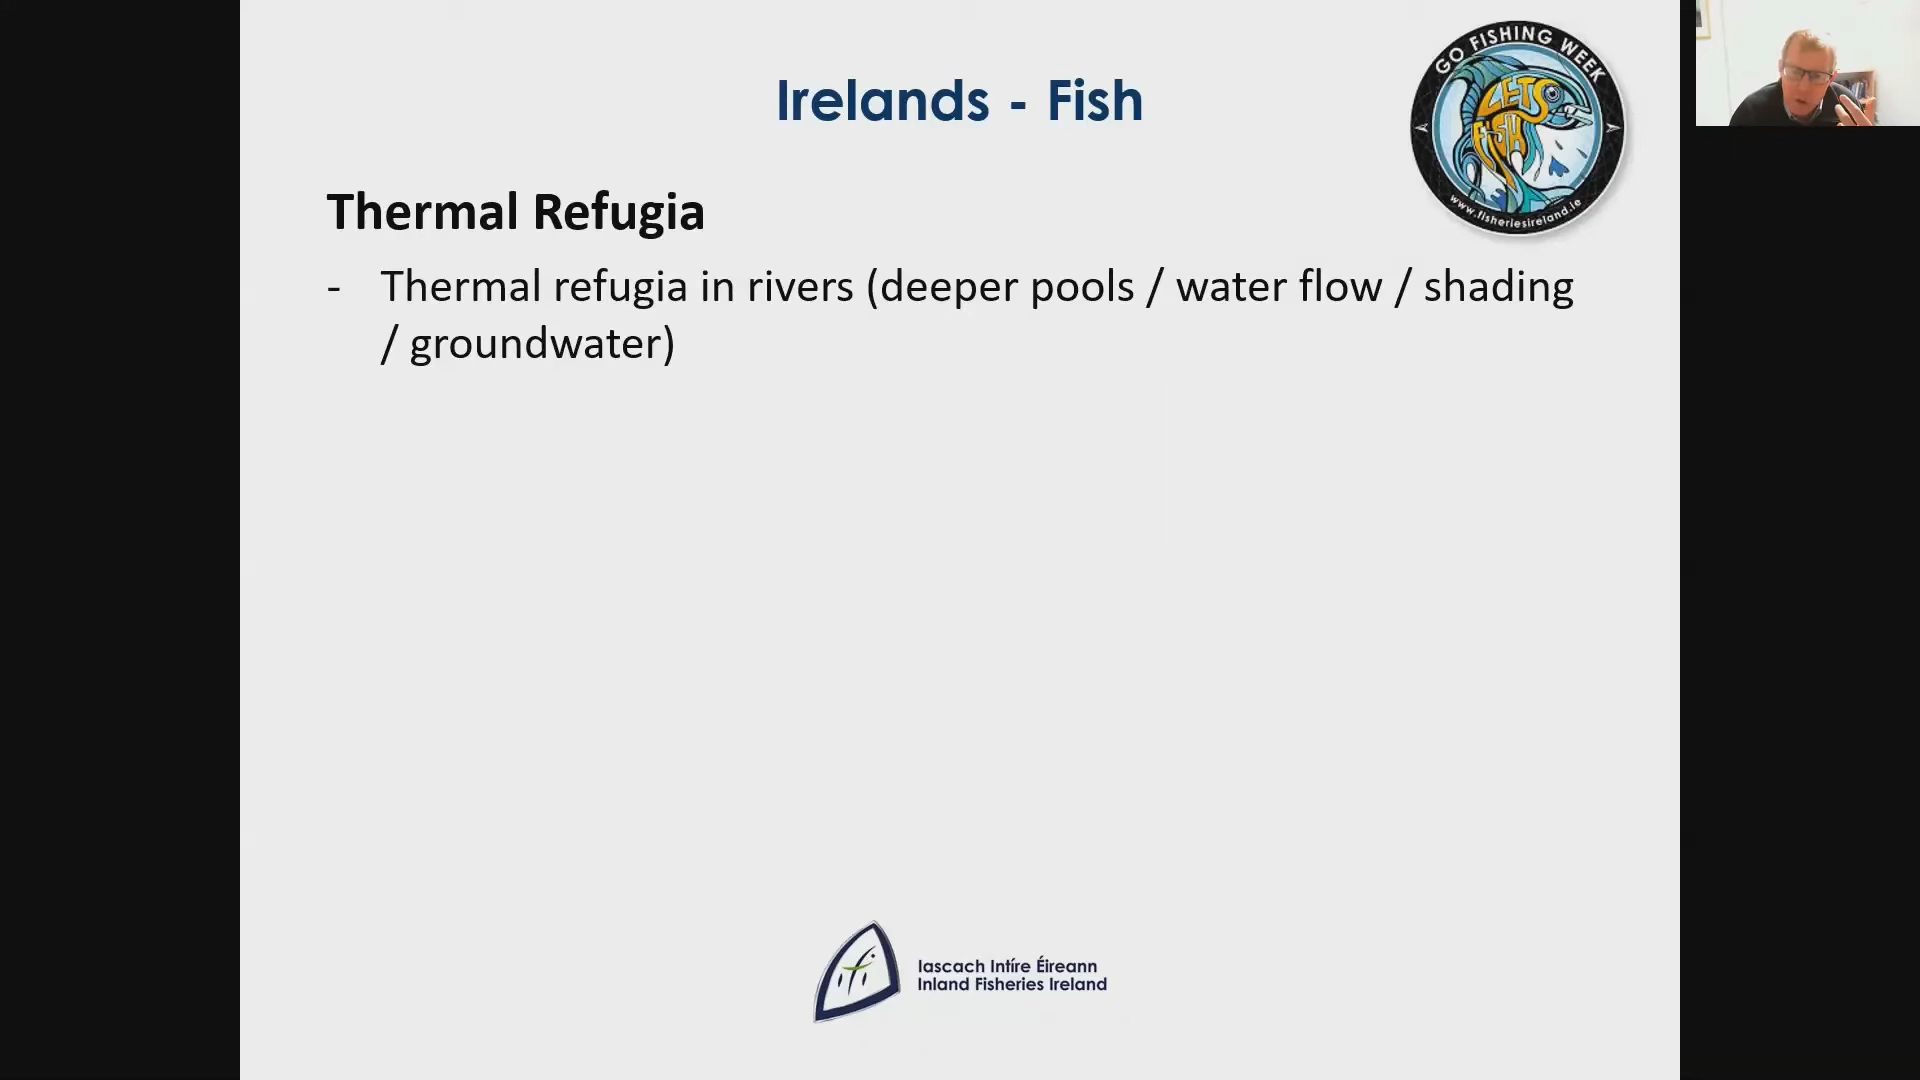 Irelands - Fish
GO FISHING WEEK
LETS
FISH
www.fisheriesireland.ie
Thermal Refugia
- Thermal refugia in rivers (deeper pools / water flow / shading
/ groundwater)
ifi
Iascach Intíre Éireann
Inland Fisheries Ireland